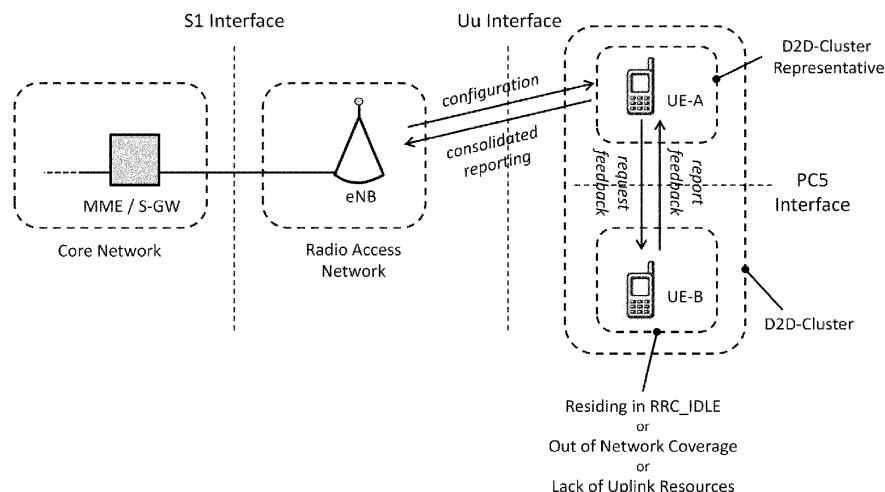 S1 Interface
Uu Interface
D2D-Cluster
Representative
UE-A
configuration
consolidated
reporting
request
feedback
report
feedback
PC5
Interface
MME / S-GW
eNB
Core Network
Radio Access
Network
UE-B
D2D-Cluster
Residing in RRC_IDLE
or
Out of Network Coverage
or
Lack of Uplink Resources